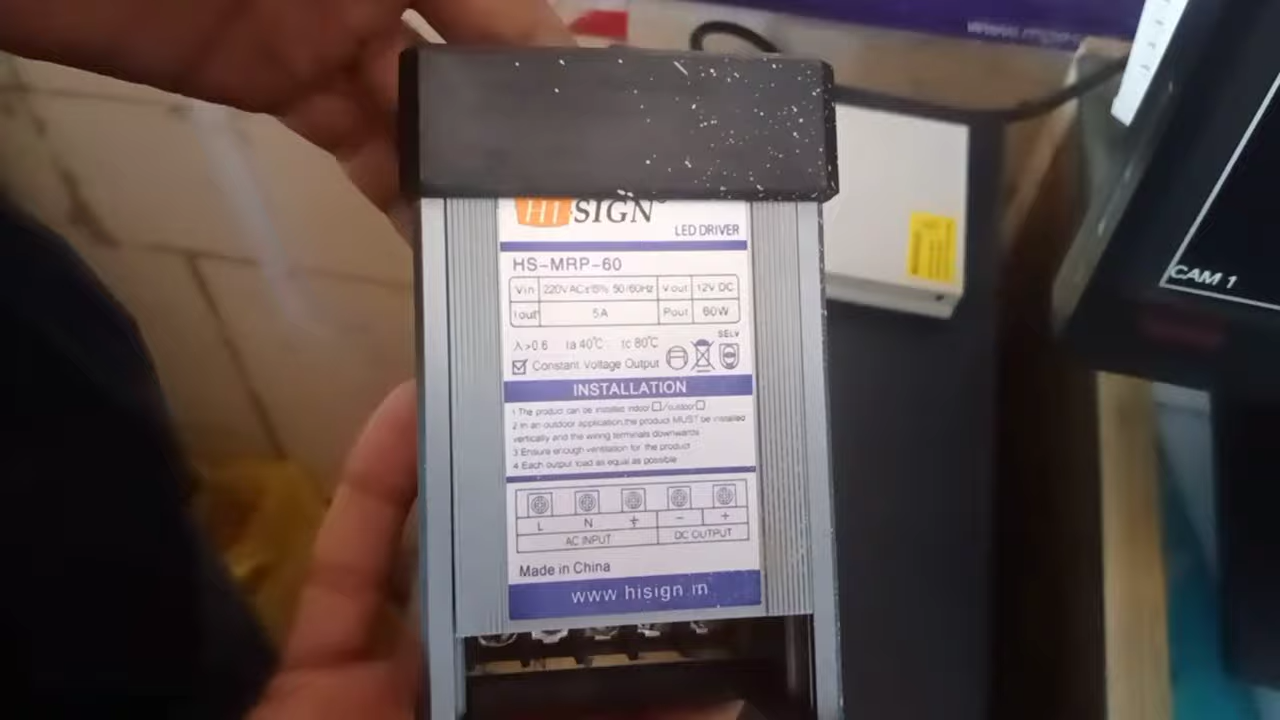 HI-SIGN
LED DRIVER
HS-MRP-60
Vin 220V AC±15% 50/60Hz Vout 12V DC
Iout 5A Pout 60W
SELV
λ>0.6 ta 40℃ tc 80℃
☑ Constant Voltage Output
INSTALLATION
1 The product can be installed indoor☐/outdoor☐
2 In an outdoor application,the product MUST be installed
vertically and the wiring terminals downwards
3 Ensure enough ventilation for the product
4 Each output load as equal as possible
L N ⏚ − +
AC INPUT DC OUTPUT
Made in China
www.hisign.in
CAM 1